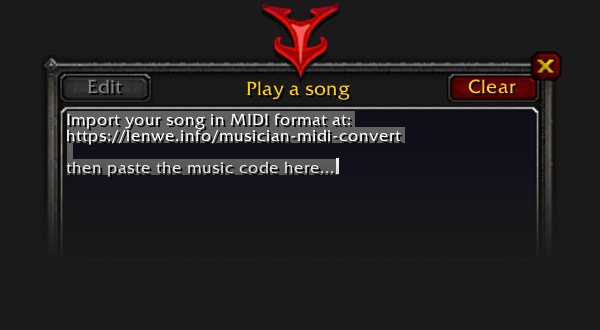 Edit
Play a song
Clear
Import your song in MIDI format at:
https://lenwe.info/musician-midi-convert
then paste the music code here...